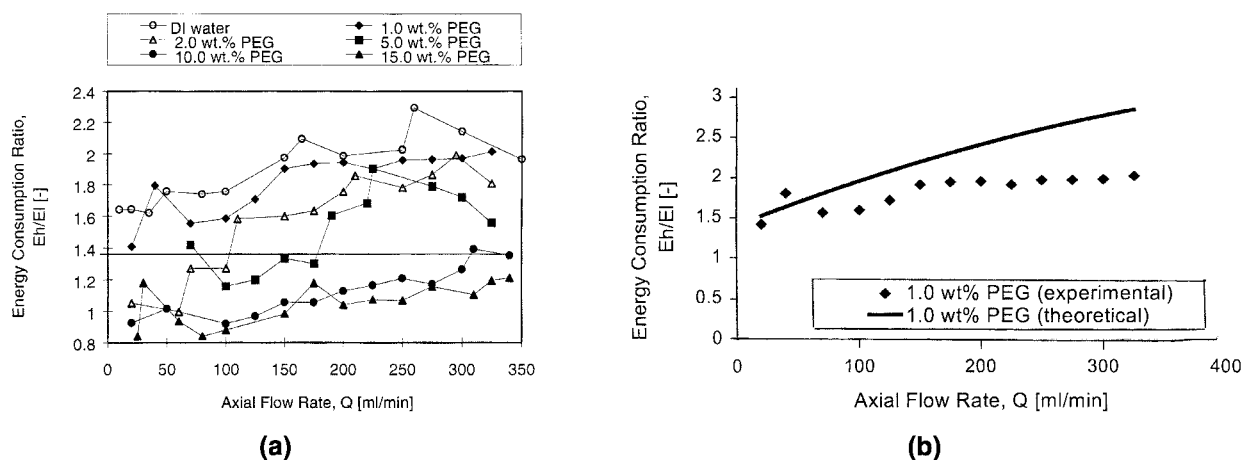 DI water
1.0 wt.% PEG
2.0 wt.% PEG
5.0 wt.% PEG
10.0 wt.% PEG
15.0 wt.% PEG
Energy Consumption Ratio,
Eh/El [-]
2.4
2.2
2
1.8
1.6
1.4
1.2
1
0.8
0 50 100 150 200 250 300 350
Axial Flow Rate, Q [ml/min]
(a)
Energy Consumption Ratio,
Eh/El [-]
3
2.5
2
1.5
1
0.5
0
1.0 wt% PEG (experimental)
1.0 wt% PEG (theoretical)
0 100 200 300 400
Axial Flow Rate, Q [ml/min]
(b)